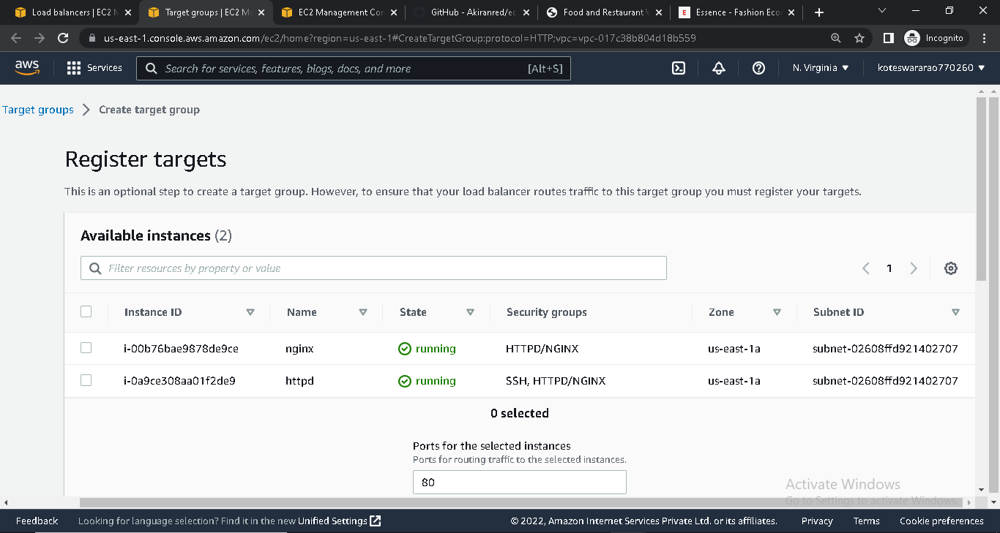 Load balancers | EC2 M
Target groups | EC2 Ma
EC2 Management Con
GitHub - Akiranred/ec
Food and Restaurant W
Essence - Fashion Eco
us-east-1.console.aws.amazon.com/ec2/home?region=us-east-1#CreateTargetGroup:protocol=HTTP;vpc=vpc-017c38b804d18b559
Incognito
aws
Services
Search for services, features, blogs, docs, and more [Alt+S]
N. Virginia
koteswararao770260
Target groups
Create target group
Register targets
This is an optional step to create a target group. However, to ensure that your load balancer routes traffic to this target group you must register your targets.
Available instances (2)
Filter resources by property or value
1
Instance ID Name State Security groups Zone Subnet ID
i-00b76bae9878de9ce nginx running HTTPD/NGINX us-east-1a subnet-02608ffd921402707
i-0a9ce308aa01f2de9 httpd running SSH, HTTPD/NGINX us-east-1a subnet-02608ffd921402707
0 selected
Ports for the selected instances
Ports for routing traffic to the selected instances.
80
Activate Windows
Go to Settings to activate Windows.
Feedback Looking for language selection? Find it in the new Unified Settings © 2022, Amazon Internet Services Private Ltd. or its affiliates. Privacy Terms Cookie preferences